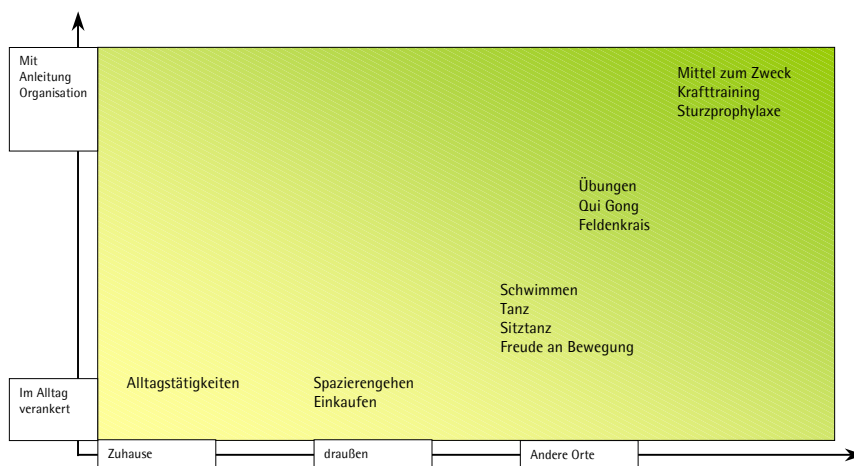 Mit
Anleitung
Organisation
Mittel zum Zweck
Krafttraining
Sturzprophylaxe
Übungen
Qui Gong
Feldenkrais
Schwimmen
Tanz
Sitztanz
Freude an Bewegung
Alltagstätigkeiten
Spazierengehen
Einkaufen
Im Alltag
verankert
Zuhause
draußen
Andere Orte